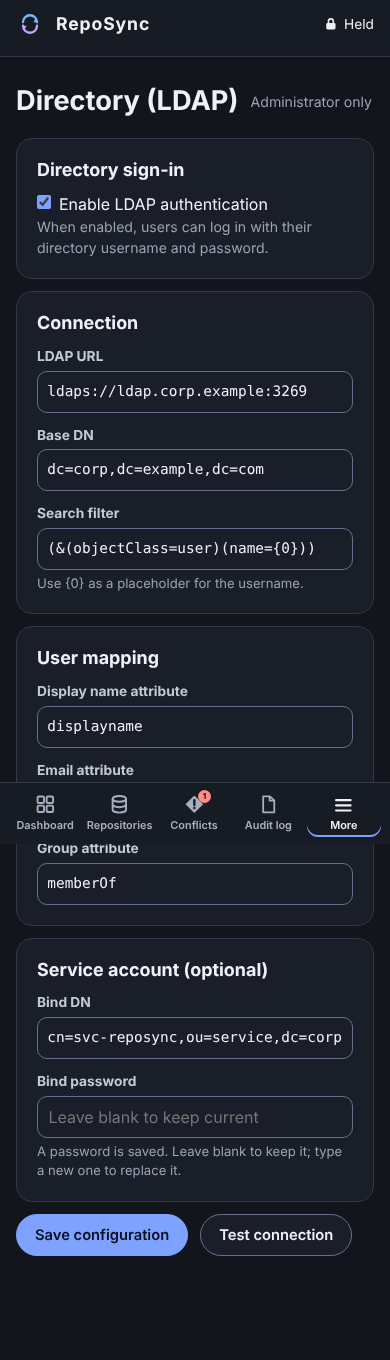 RepoSync
Held
Directory (LDAP)
Administrator only
Directory sign-in
Enable LDAP authentication
When enabled, users can log in with their
directory username and password.
Connection
LDAP URL
ldaps://ldap.corp.example:3269
Base DN
dc=corp,dc=example,dc=com
Search filter
(&(objectClass=user)(name={0}))
Use {0} as a placeholder for the username.
User mapping
Display name attribute
displayname
Email attribute
1
Dashboard
Repositories
Conflicts
Audit log
More
Group attribute
memberOf
Service account (optional)
Bind DN
cn=svc-reposync,ou=service,dc=corp
Bind password
Leave blank to keep current
A password is saved. Leave blank to keep it; type
a new one to replace it.
Save configuration
Test connection